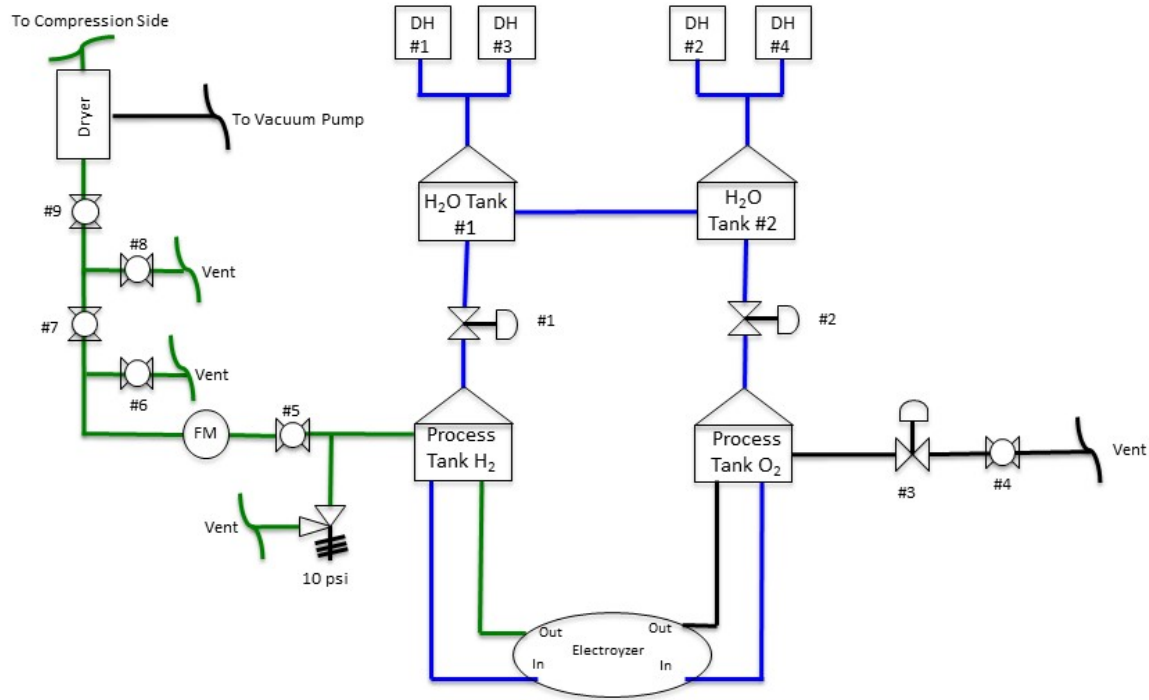 To Compression Side
DH
#1
DH
#3
DH
#2
DH
#4
Dryer
To Vacuum Pump
#9
H₂O Tank
#1
H₂O
Tank #2
#8
Vent
#7
#1
#2
#6
Vent
FM
#5
Process
Tank H₂
Process
Tank O₂
#3
#4
Vent
Vent
10 psi
Out
Out
Electroyzer
In
In